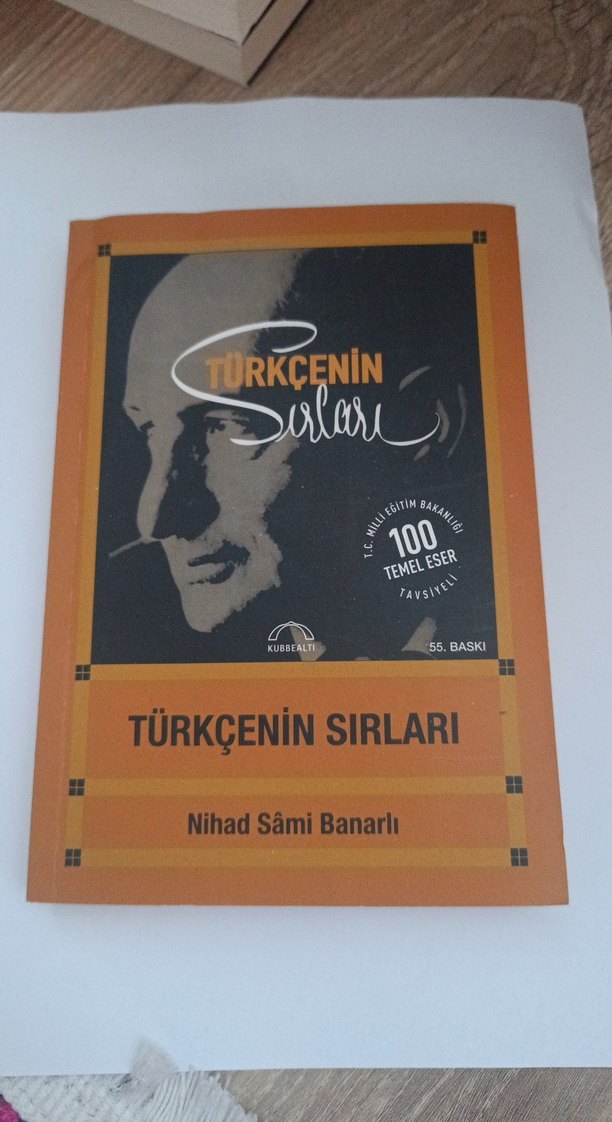 TÜRKÇENİN
Sırları
T.C. MİLLİ EĞİTİM BAKANLIĞI
100
TEMEL ESER
TAVSİYELİ
KUBBEALTI
55. BASKI
TÜRKÇENİN SIRLARI
Nihad Sâmi Banarlı